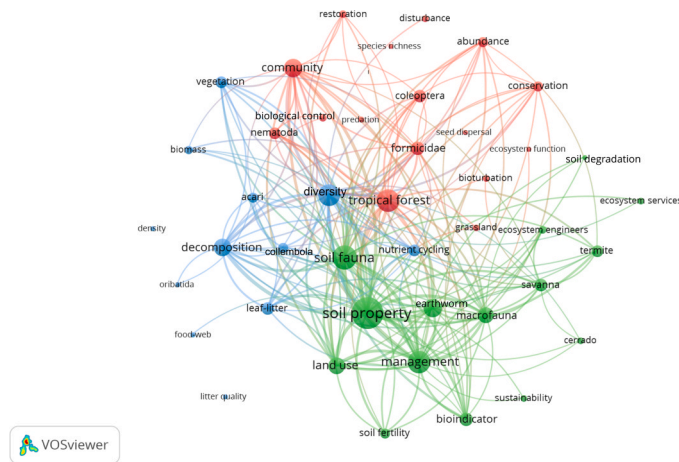 restoration
disturbance
species richness
abundance
community
vegetation
coleoptera
conservation
biological control
predation
nematoda
seed dispersal
biomass
formicidae
ecosystem function
soil degradation
bioturbation
acari
diversity
tropical forest
ecosystem services
density
grassland
ecosystem engineers
decomposition
collembola
nutrient cycling
termite
soil fauna
oribatida
savanna
leaf-litter
earthworm
soil property
macrofauna
food-web
cerrado
land use
management
litter quality
sustainability
bioindicator
soil fertility
VOSviewer